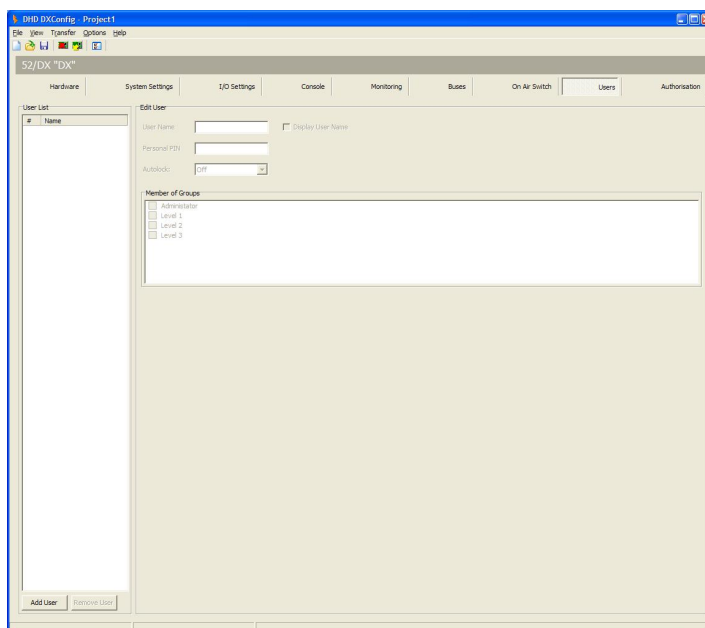 DHD DXConfig - Project1
File View Transfer Options Help
52/DX "DX"
Hardware System Settings I/O Settings Console Monitoring Buses On Air Switch Users Authorisation
User List
# Name
Edit User
User Name Display User Name
Personal PIN
Autolock: Off
Member of Groups
Administator
Level 1
Level 2
Level 3
Add User Remove User